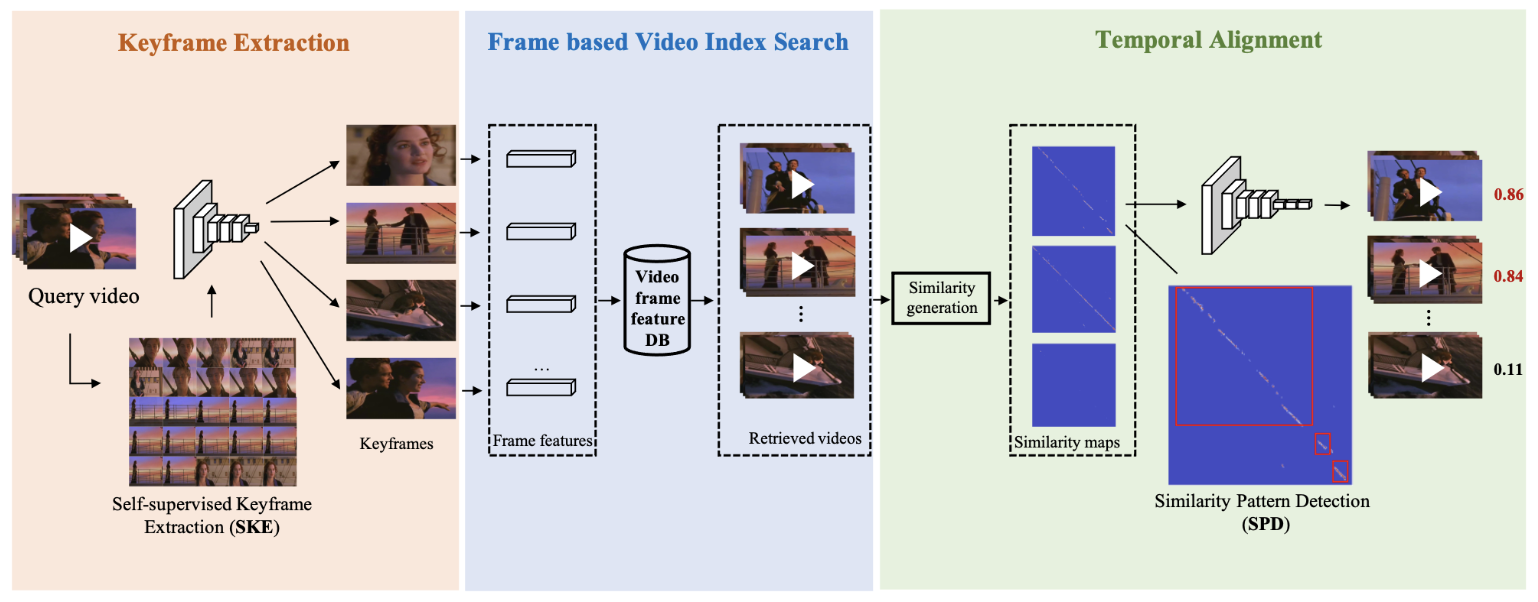 Keyframe Extraction
Query video
Self-supervised Keyframe
Extraction (SKE)
Keyframes
Frame based Video Index Search
...
Frame features
Video
frame
feature
DB
...
Retrieved videos
Temporal Alignment
Similarity
generation
Similarity maps
Similarity Pattern Detection
(SPD)
0.86
0.84
...
0.11